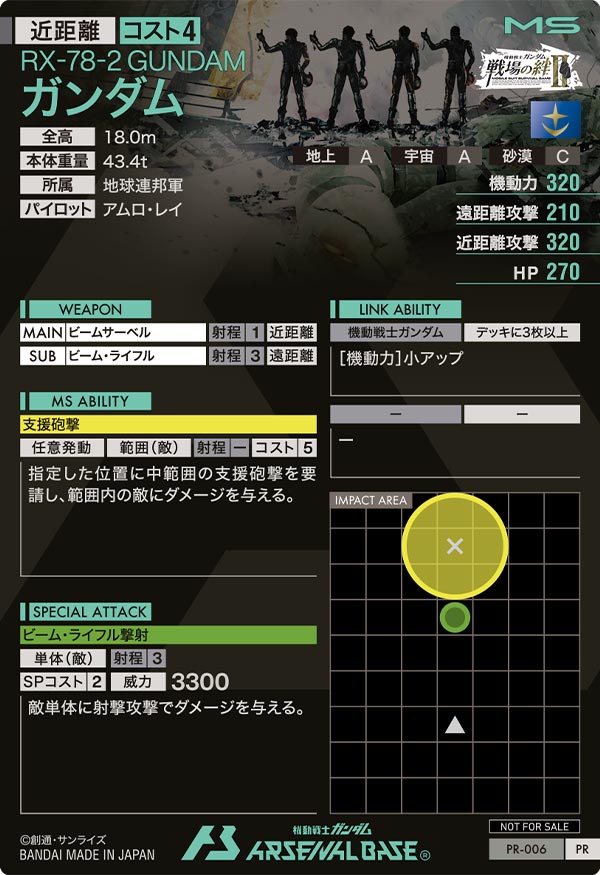 近距離 コスト4 MS
RX-78-2 GUNDAM
ガンダム
機動戦士ガンダム
戦場の絆II
全高 18.0m
本体重量 43.4t
所属 地球連邦軍
パイロット アムロ・レイ
地上 A 宇宙 A 砂漠 C
機動力 320
遠距離攻撃 210
近距離攻撃 320
HP 270
WEAPON
MAIN ビームサーベル 射程 1 近距離
SUB ビーム・ライフル 射程 3 遠距離
LINK ABILITY
機動戦士ガンダム デッキに3枚以上
[機動力]小アップ
— —
—
MS ABILITY
支援砲撃
任意発動 範囲(敵) 射程 — コスト 5
指定した位置に中範囲の支援砲撃を要
請し、範囲内の敵にダメージを与える。
IMPACT AREA
SPECIAL ATTACK
ビーム・ライフル撃射
単体(敵) 射程 3
SPコスト 2 威力 3300
敵単体に射撃攻撃でダメージを与える。
©創通・サンライズ
BANDAI MADE IN JAPAN
機動戦士ガンダム
ARSENAL BASE®
NOT FOR SALE
PR-006 PR